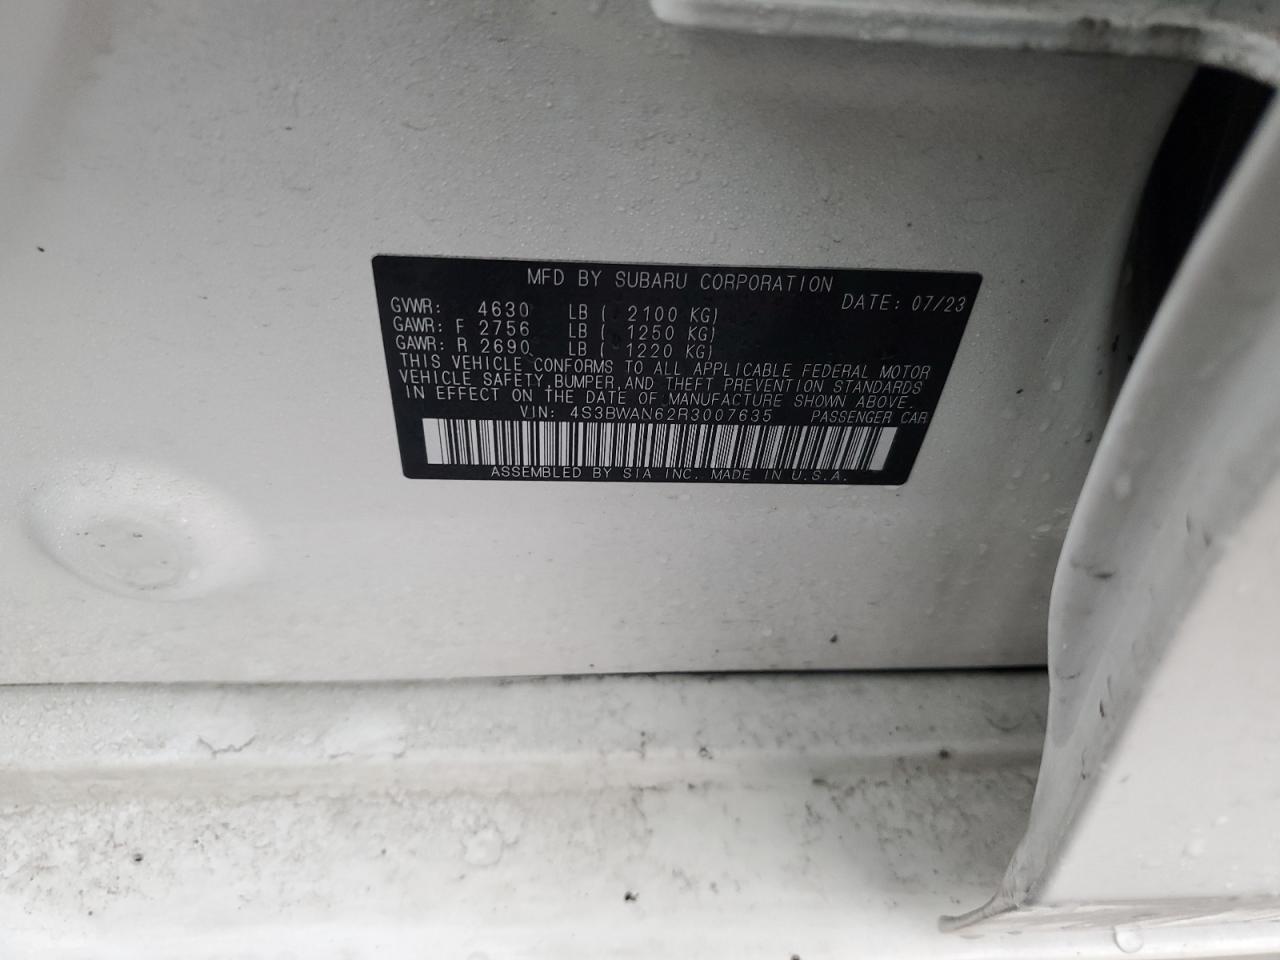 MFD BY SUBARU CORPORATION
DATE: 07/23
GVWR: 4630 LB ( 2100 KG)
GAWR: F 2756 LB ( 1250 KG)
GAWR: R 2690 LB ( 1220 KG)
THIS VEHICLE CONFORMS TO ALL APPLICABLE FEDERAL MOTOR
VEHICLE SAFETY,BUMPER,AND THEFT PREVENTION STANDARDS
IN EFFECT ON THE DATE OF MANUFACTURE SHOWN ABOVE.
VIN: 4S3BWAN62R3007635 PASSENGER CAR
ASSEMBLED BY SIA INC. MADE IN U.S.A.